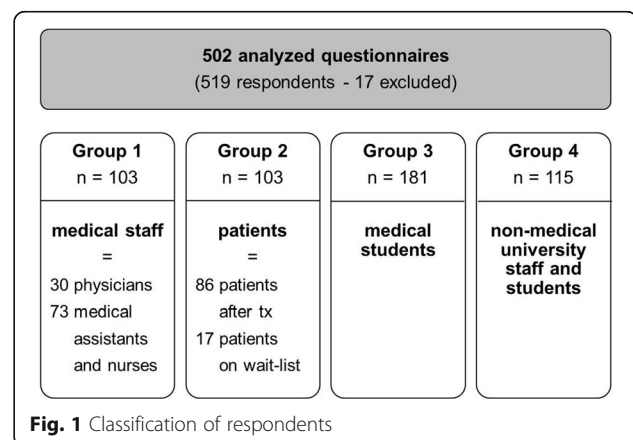 502 analyzed questionnaires
(519 respondents - 17 excluded)
Group 1
n = 103
medical staff
=
30 physicians
73 medical
assistants
and nurses
Group 2
n = 103
patients
=
86 patients
after tx
17 patients
on wait-list
Group 3
n = 181
medical
students
Group 4
n = 115
non-medical
university
staff and
students
Fig. 1 Classification of respondents